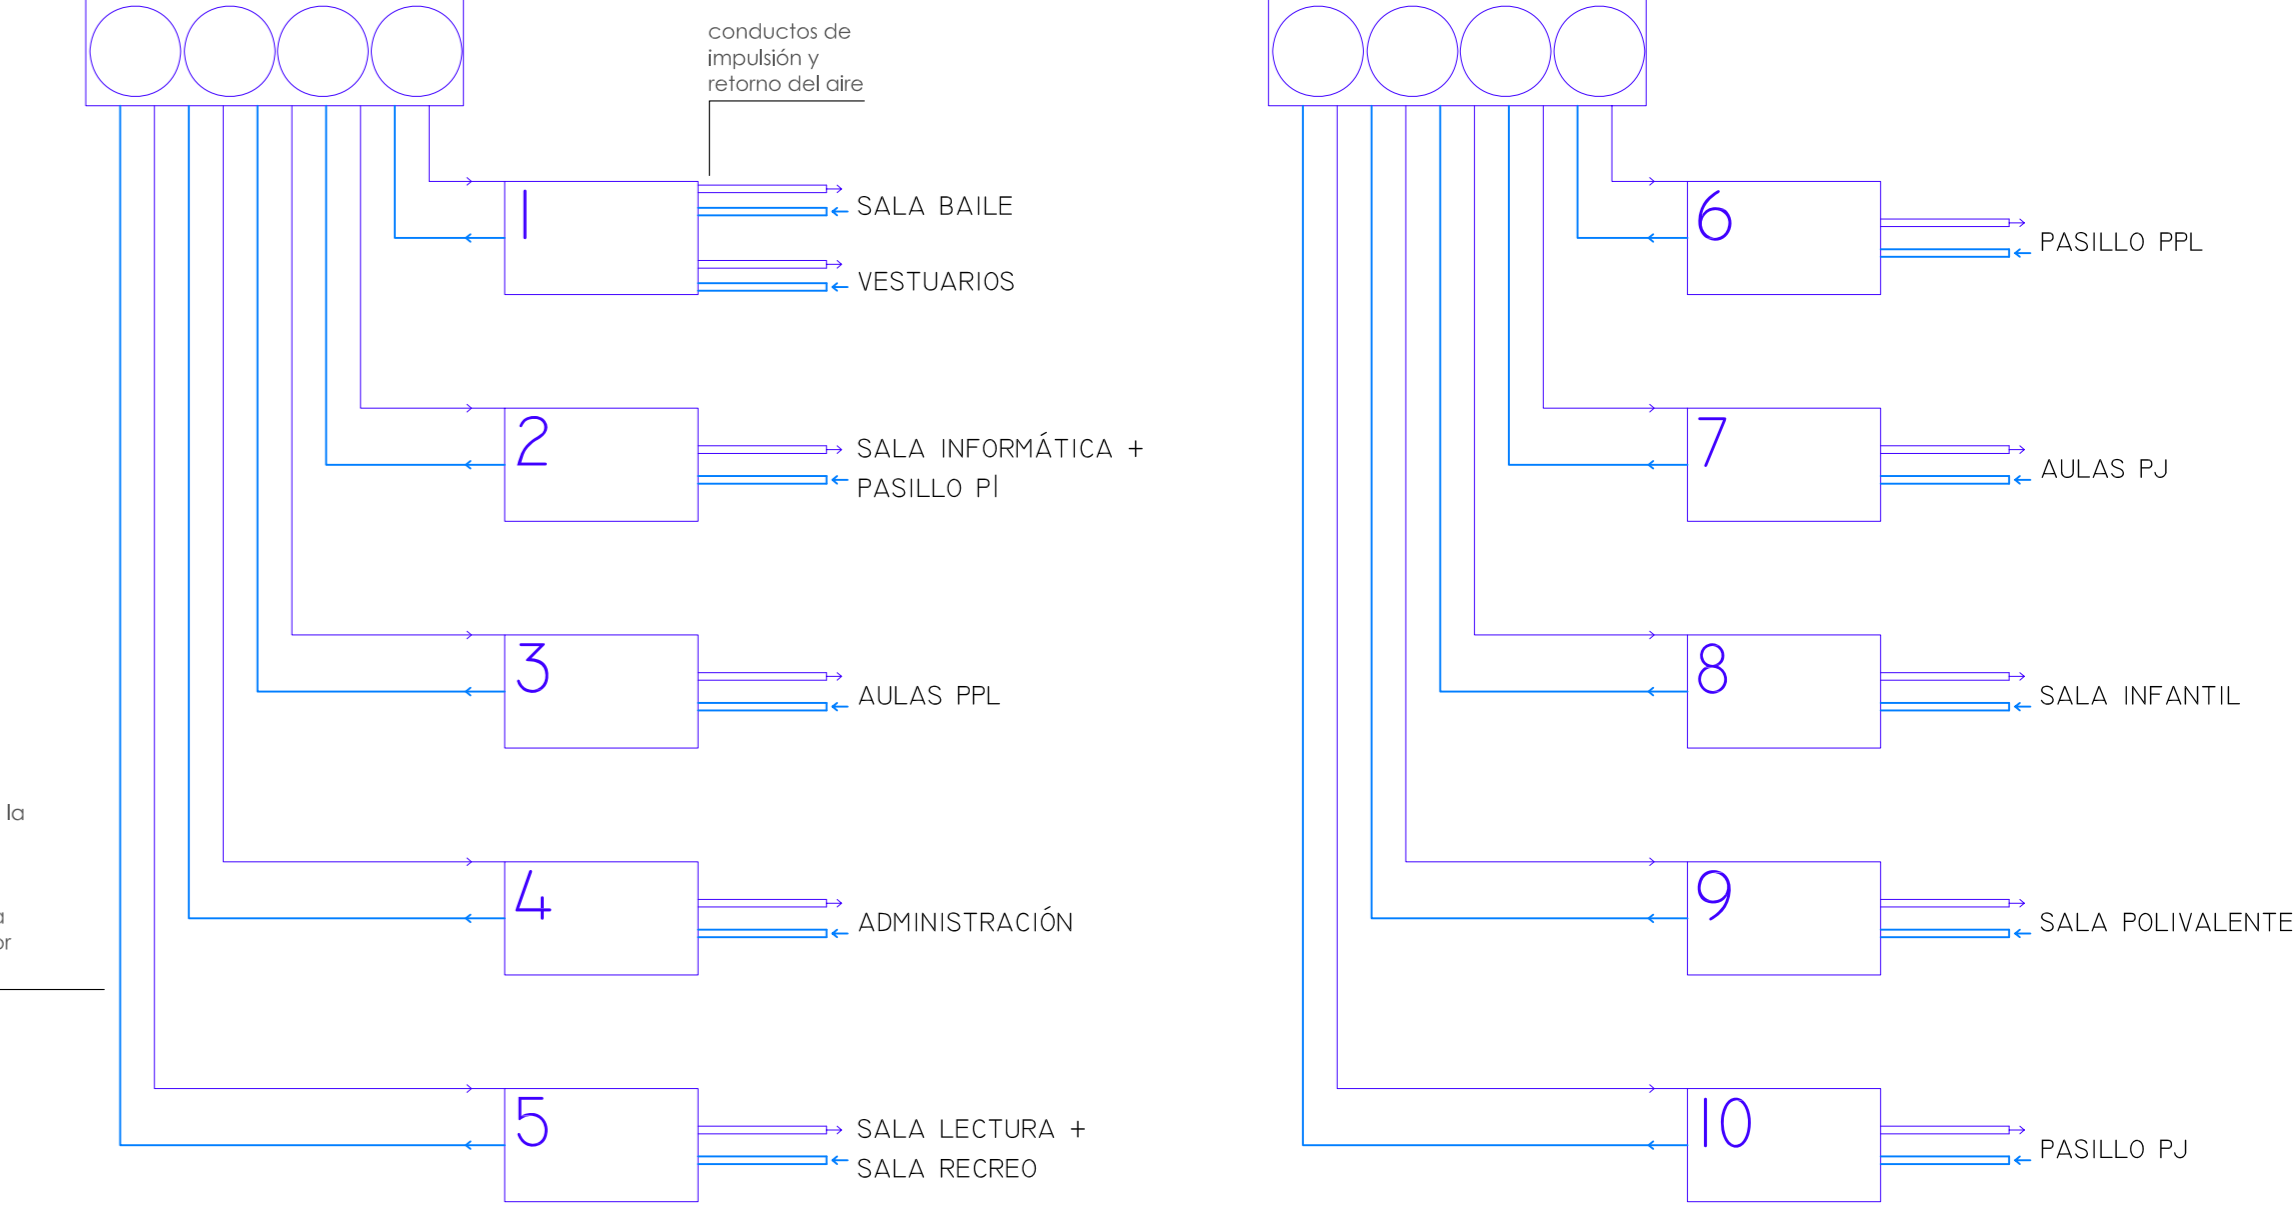 conductos de
impulsión y
retorno del aire
1
SALA BAILE
VESTUARIOS
2
SALA INFORMÁTICA +
PASILLO P1
3
AULAS PPL
la
4
ADMINISTRACIÓN
a
or
5
SALA LECTURA +
SALA RECREO
6
PASILLO PPL
7
AULAS PJ
8
SALA INFANTIL
9
SALA POLIVALENTE
10
PASILLO PJ